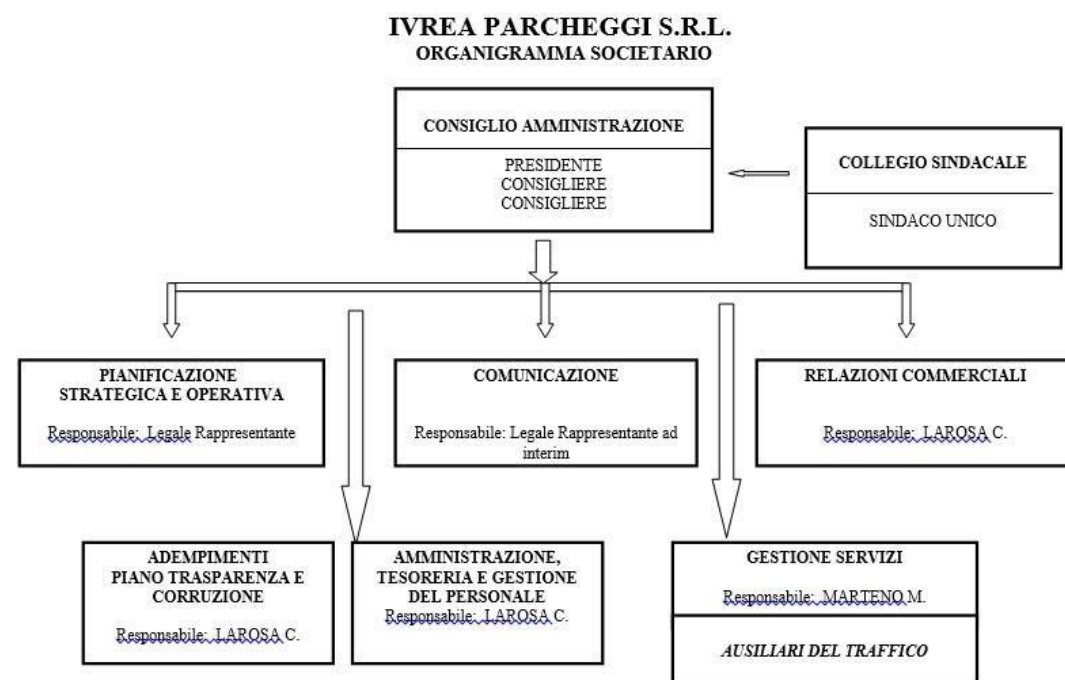 IVREA PARCHEGGI S.R.L.
ORGANIGRAMMA SOCIETARIO
CONSIGLIO AMMINISTRAZIONE
PRESIDENTE
CONSIGLIERE
CONSIGLIERE
COLLEGIO SINDACALE
SINDACO UNICO
PIANIFICAZIONE
STRATEGICA E OPERATIVA
Responsabile: Legale Rappresentante
COMUNICAZIONE
Responsabile: Legale Rappresentante ad
interim
RELAZIONI COMMERCIALI
Responsabile: LAROSA C.
ADEMPIMENTI
PIANO TRASPARENZA E
CORRUZIONE
Responsabile: LAROSA C.
AMMINISTRAZIONE,
TESORERIA E GESTIONE
DEL PERSONALE
Responsabile: LAROSA C.
GESTIONE SERVIZI
Responsabile: MARTENO M.
AUSILIARI DEL TRAFFICO